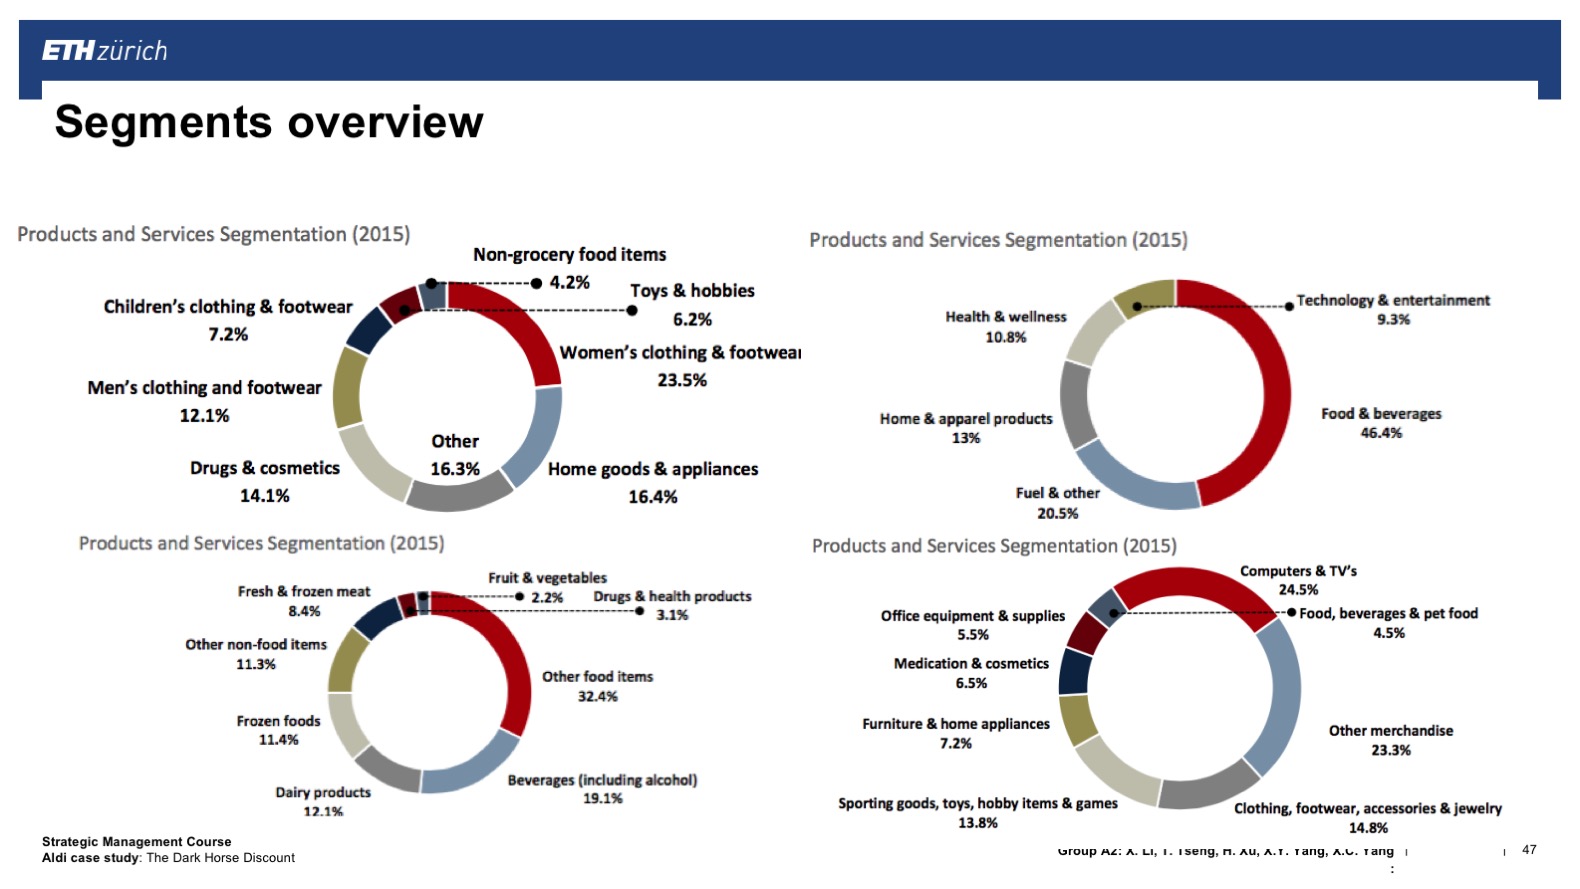 ETH zürich
Segments overview
Products and Services Segmentation (2015)
Non-grocery food items
4.2%
Toys & hobbies
6.2%
Children's clothing & footwear
7.2%
Women's clothing & footwear
23.5%
Men's clothing and footwear
12.1%
Other
16.3%
Drugs & cosmetics
14.1%
Home goods & appliances
16.4%
Products and Services Segmentation (2015)
Technology & entertainment
9.3%
Health & wellness
10.8%
Food & beverages
46.4%
Home & apparel products
13%
Fuel & other
20.5%
Products and Services Segmentation (2015)
Fruit & vegetables
2.2%
Drugs & health products
3.1%
Fresh & frozen meat
8.4%
Other non-food items
11.3%
Other food items
32.4%
Frozen foods
11.4%
Beverages (including alcohol)
19.1%
Dairy products
12.1%
Products and Services Segmentation (2015)
Computers & TV's
24.5%
Food, beverages & pet food
4.5%
Office equipment & supplies
5.5%
Medication & cosmetics
6.5%
Furniture & home appliances
7.2%
Other merchandise
23.3%
Sporting goods, toys, hobby items & games
13.8%
Clothing, footwear, accessories & jewelry
14.8%
Strategic Management Course
Aldi case study: The Dark Horse Discount
Group A2: X. Li, T. Tseng, H. Xu, X.Y. Yang, X.C. Yang
:
| | 47